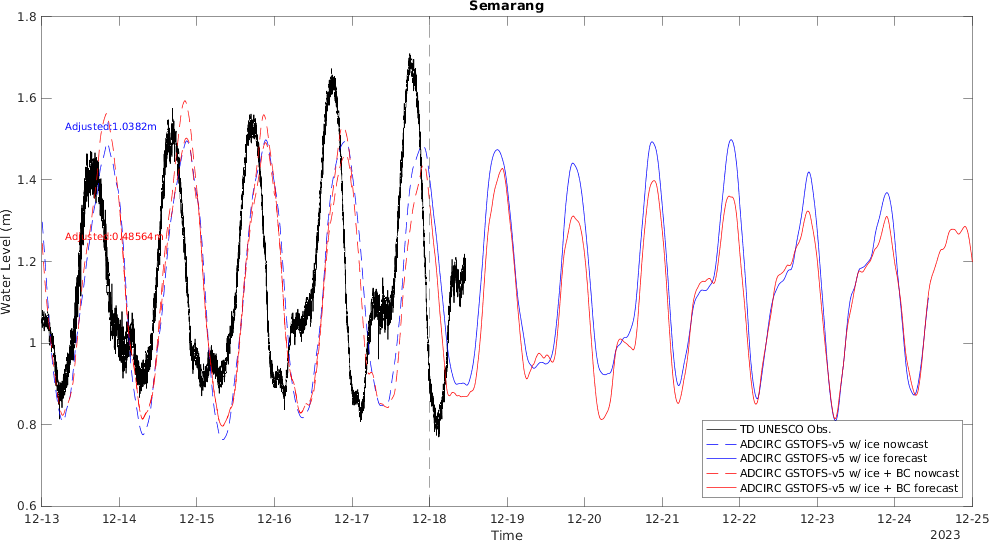 Semarang
1.8
1.6
1.4
1.2
1
0.8
0.6
Water Level (m)
Adjusted:1.0382m
Adjusted:0.48564m
TD UNESCO Obs.
ADCIRC GSTOFS-v5 w/ ice nowcast
ADCIRC GSTOFS-v5 w/ ice forecast
ADCIRC GSTOFS-v5 w/ ice + BC nowcast
ADCIRC GSTOFS-v5 w/ ice + BC forecast
12-13 12-14 12-15 12-16 12-17 12-18 12-19 12-20 12-21 12-22 12-23 12-24 12-25
Time
2023